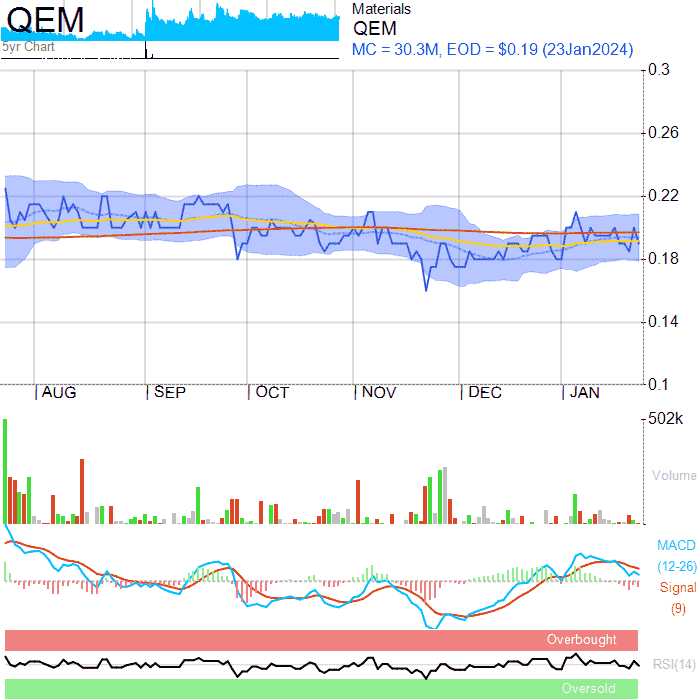 QEM
5yr Chart
Materials
QEM
MC = 30.3M, EOD = $0.19 (23Jan2024)
0.3
0.26
0.22
0.18
0.14
0.1
AUG SEP OCT NOV DEC JAN
502k
Volume
MACD
(12-26)
Signal
(9)
Overbought
RSI(14)
Oversold